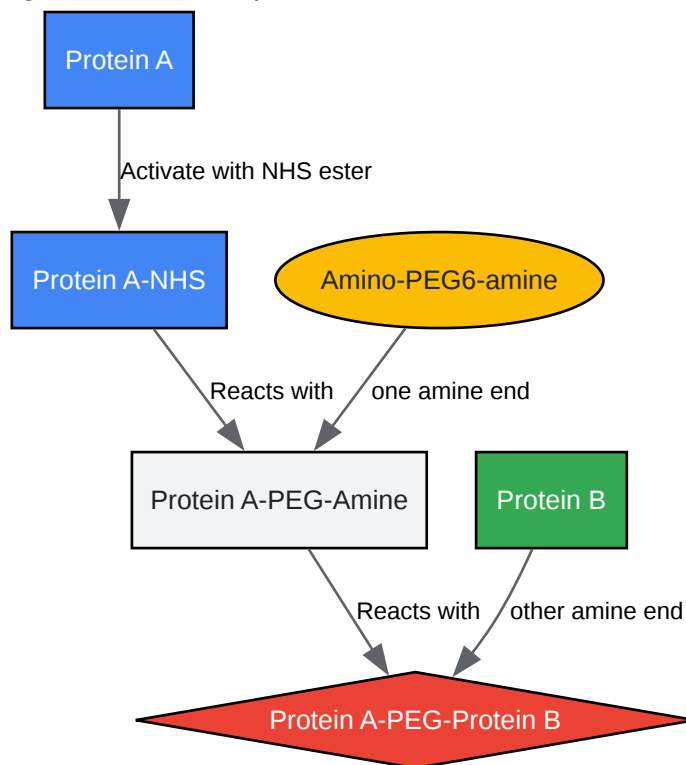 Protein A
Activate with NHS ester
Protein A-NHS
Amino-PEG6-amine
Reacts with
one amine end
Protein A-PEG-Amine
Protein B
Reacts with
other amine end
Protein A-PEG-Protein B